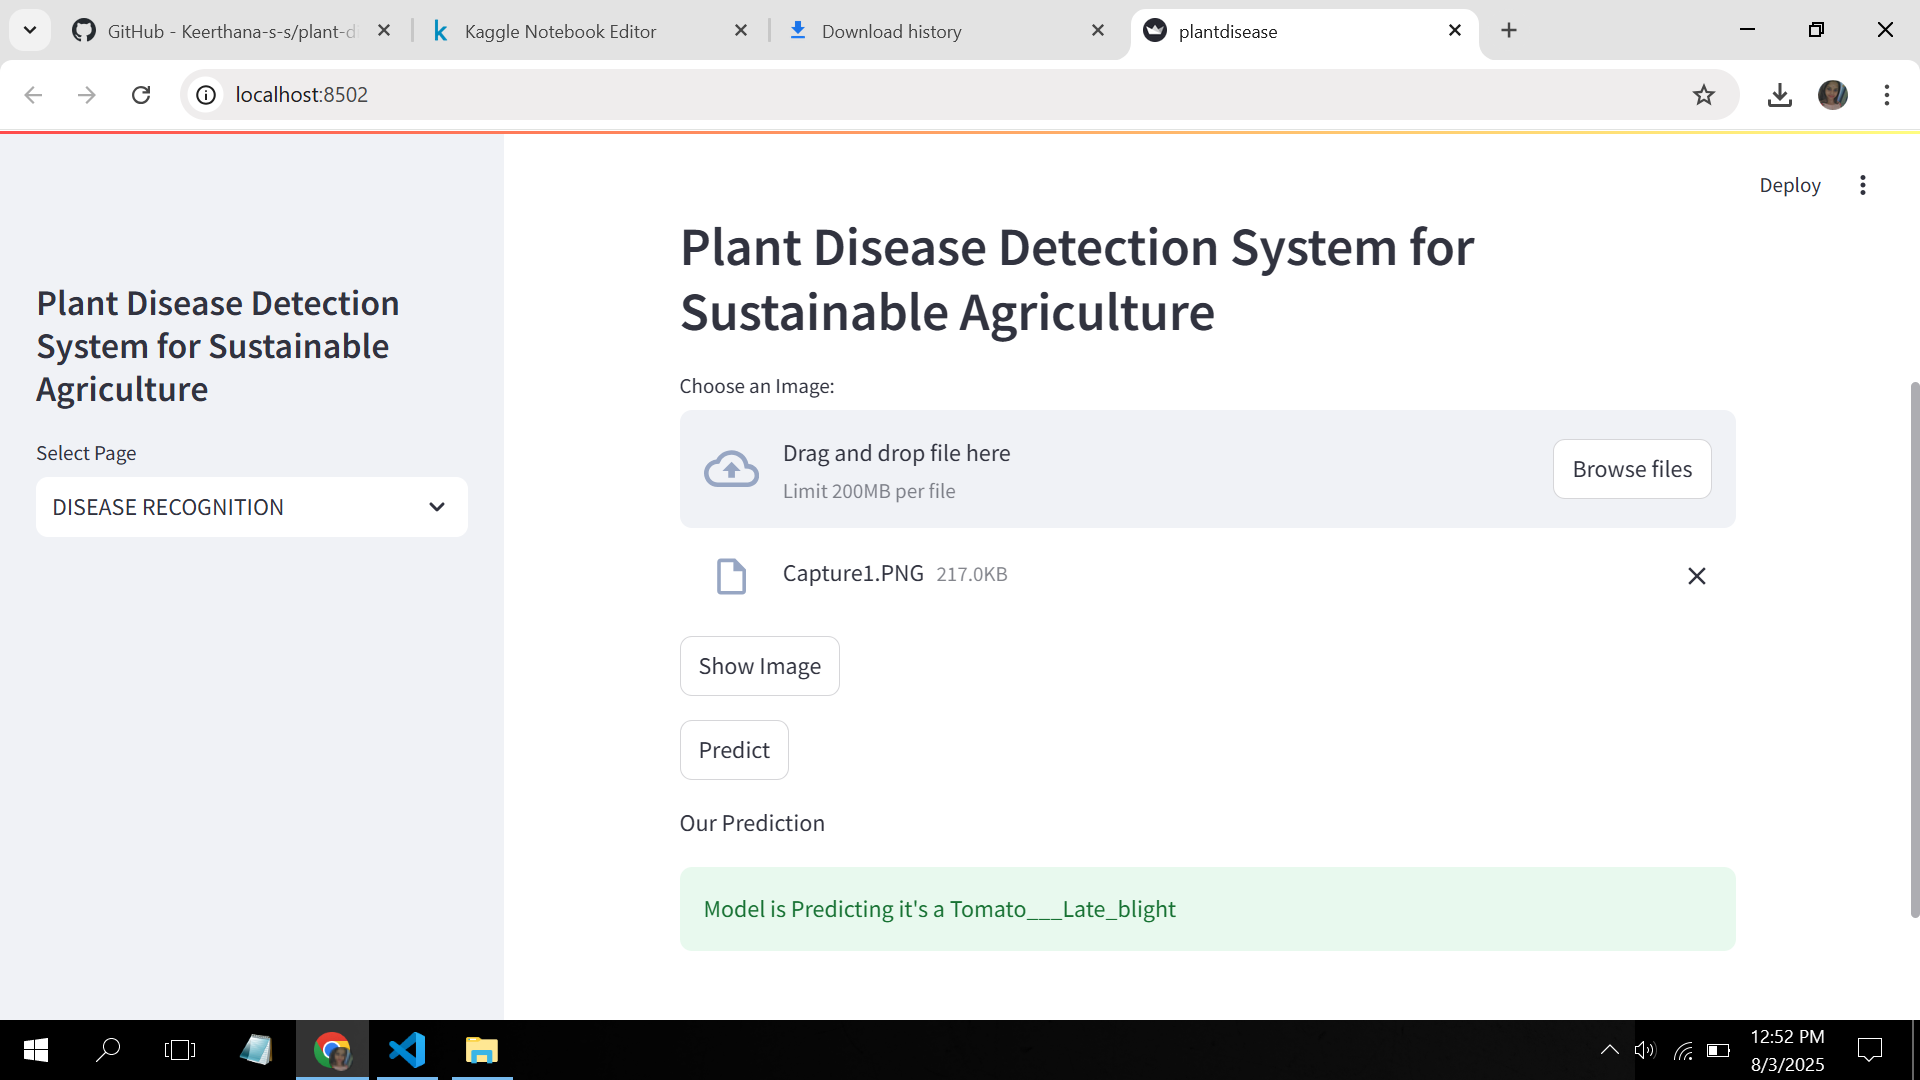 GitHub - Keerthana-s-s/plant-di
Kaggle Notebook Editor
Download history
plantdisease
localhost:8502
Deploy
Plant Disease Detection
System for Sustainable
Agriculture
Select Page
DISEASE RECOGNITION
Plant Disease Detection System for
Sustainable Agriculture
Choose an Image:
Drag and drop file here
Limit 200MB per file
Browse files
Capture1.PNG 217.0KB
Show Image
Predict
Our Prediction
Model is Predicting it's a Tomato___Late_blight
12:52 PM
8/3/2025